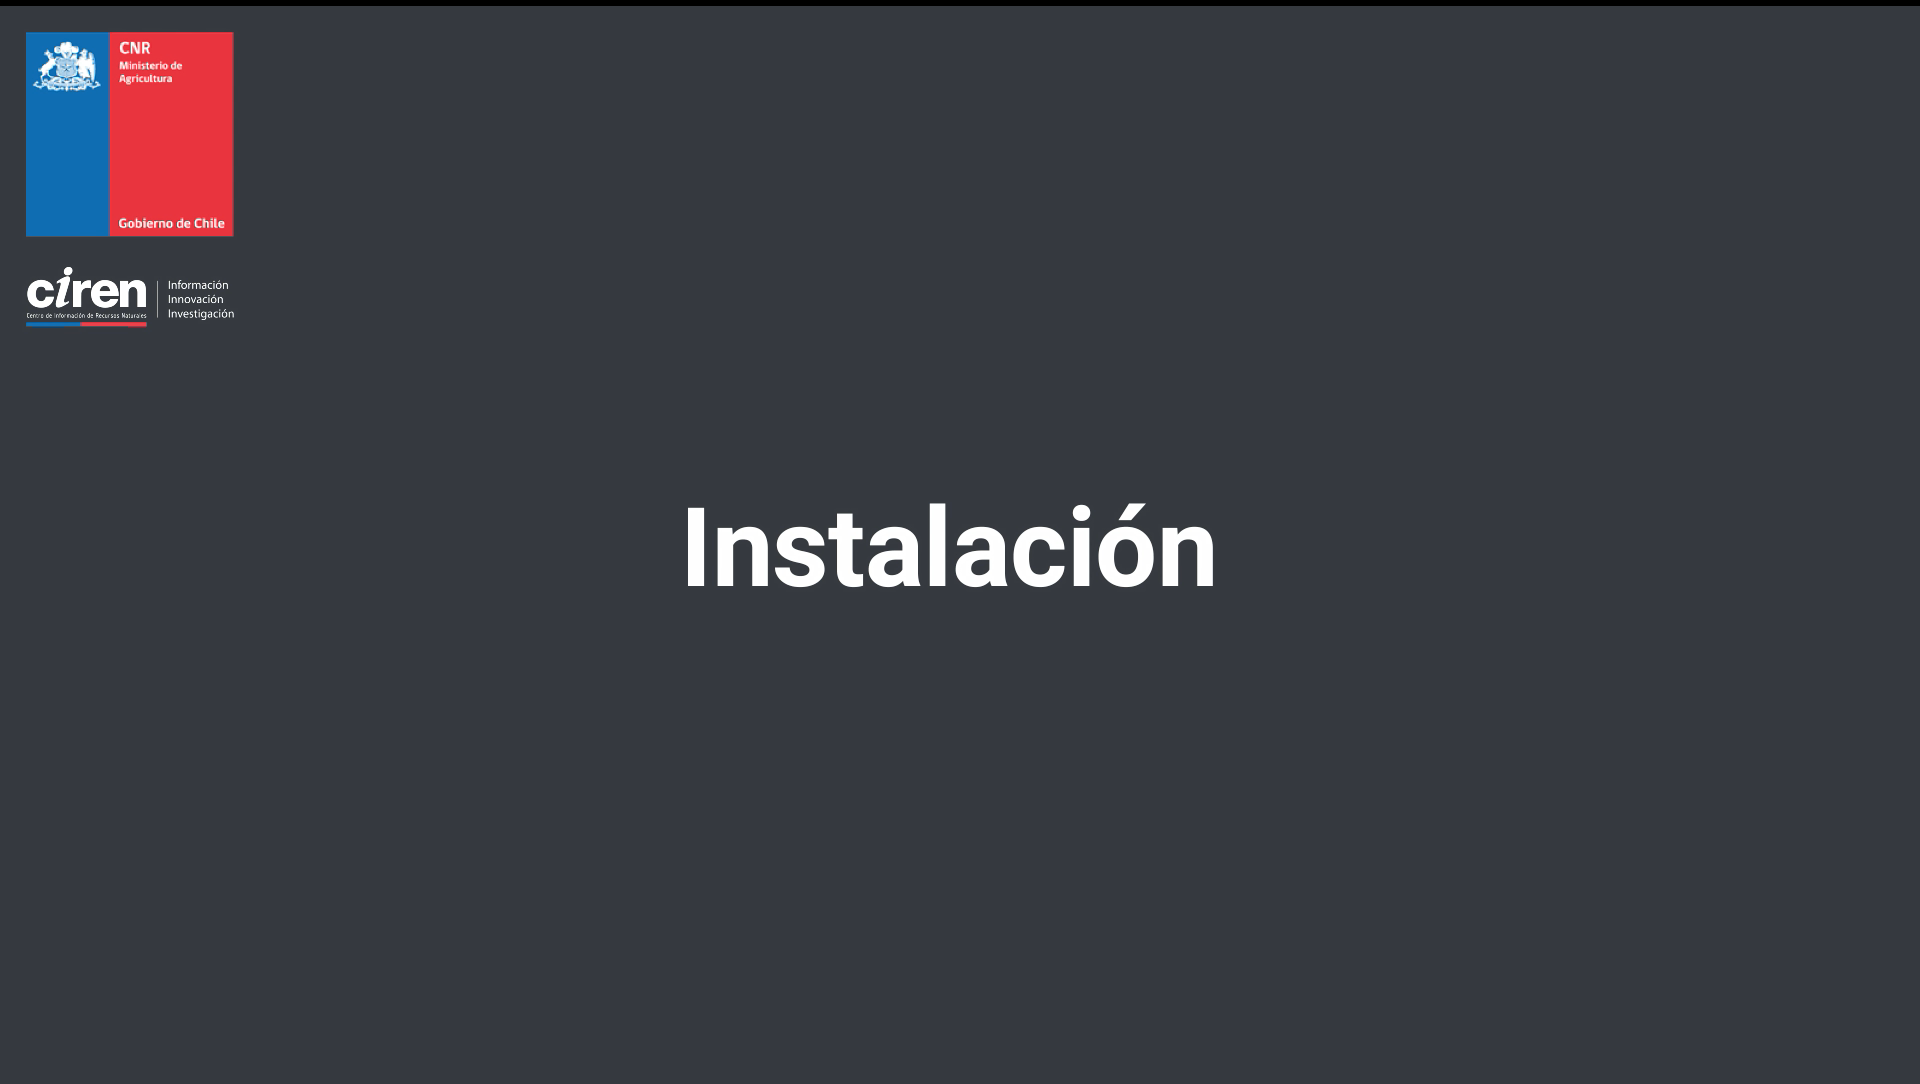 CNR
Ministerio de
Agricultura
Gobierno de Chile
ciren
Centro de Información de Recursos Naturales
Información
Innovación
Investigación
Instalación